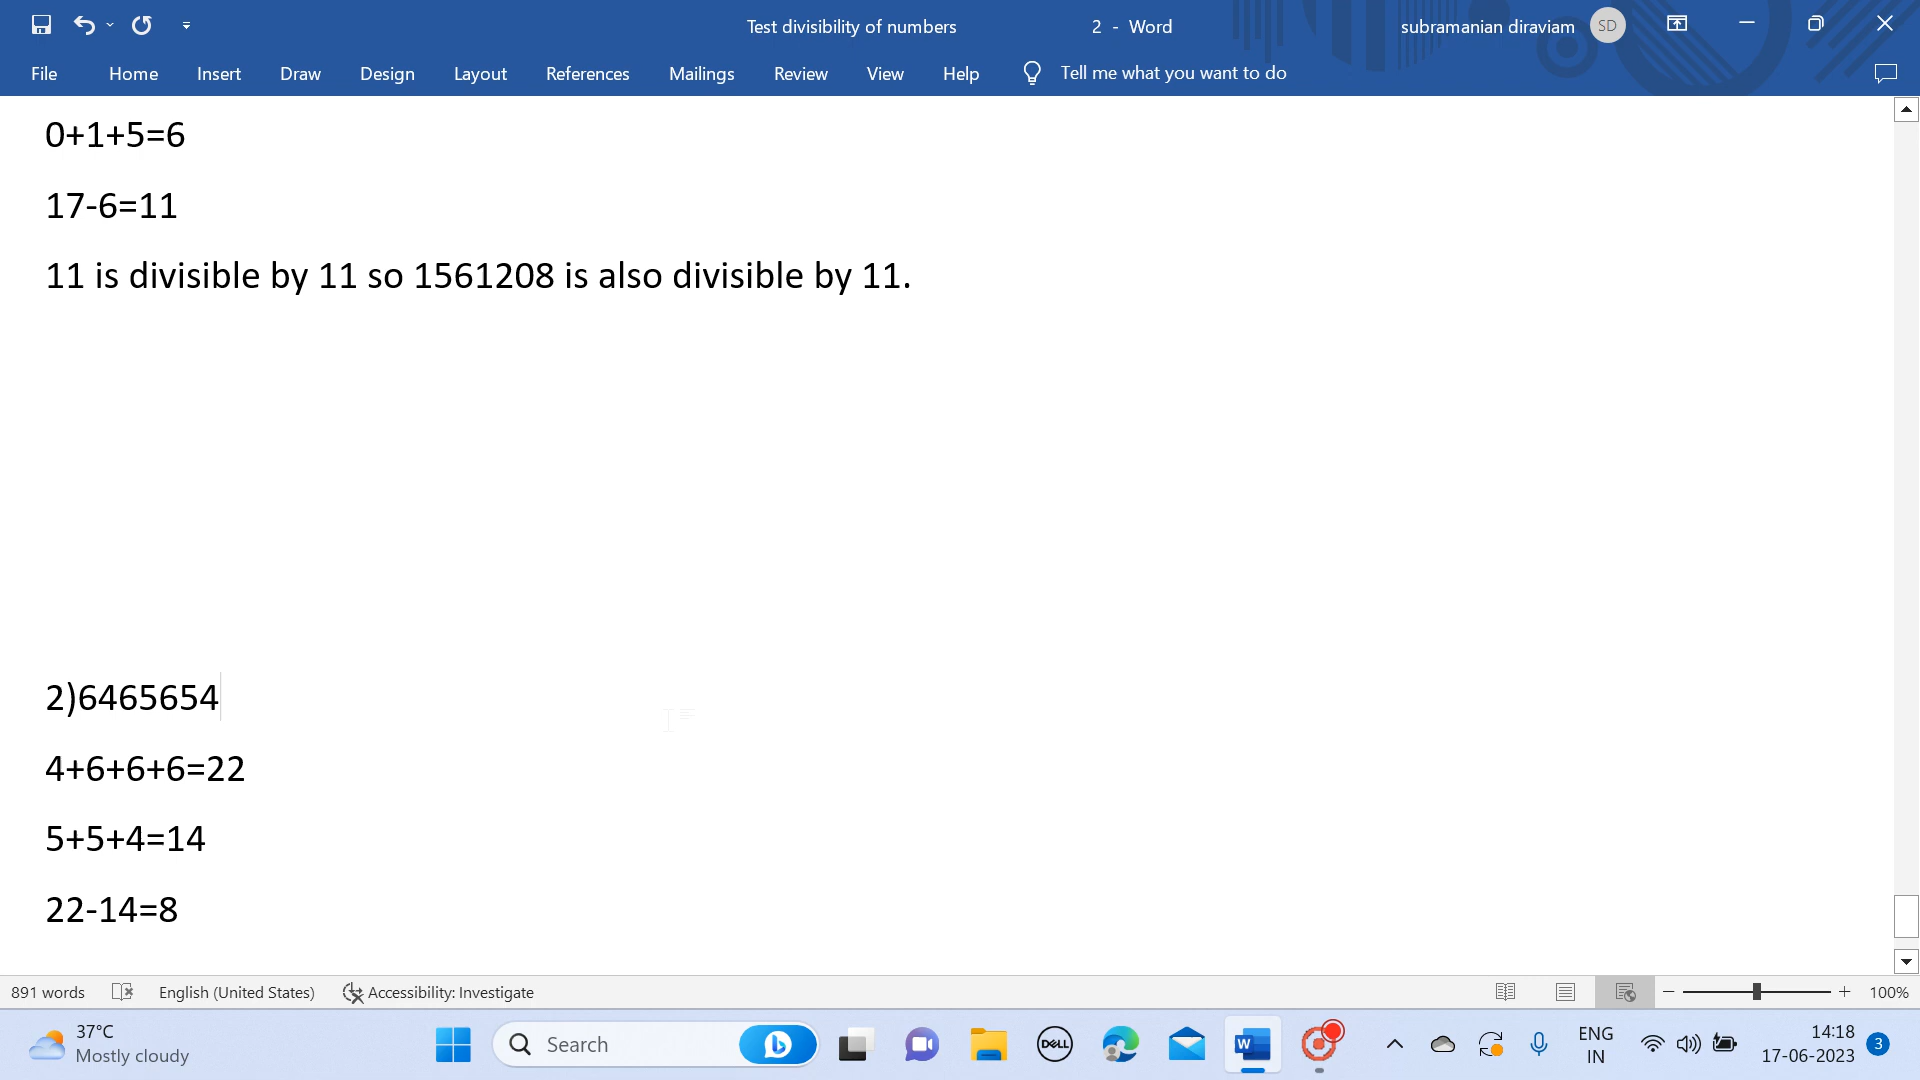 Test divisibility of numbers 2 - Word
subramanian diraviam SD
File Home Insert Draw Design Layout References Mailings Review View Help Tell me what you want to do
0+1+5=6
17-6=11
11 is divisible by 11 so 1561208 is also divisible by 11.
2)6465654
4+6+6+6=22
5+5+4=14
22-14=8
891 words English (United States) Accessibility: Investigate 100%
37°C
Mostly cloudy
Search
DELL
W
ENG
IN
14:18
17-06-2023
3